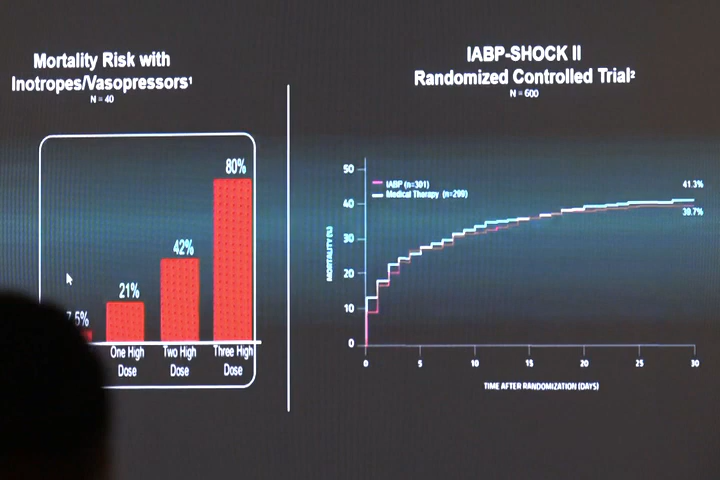 Mortality Risk with
Inotropes/Vasopressors¹
N = 40
80%
42%
21%
7.5%
One High
Dose
Two High
Dose
Three High
Dose
IABP-SHOCK II
Randomized Controlled Trial²
N = 600
50
40
30
20
10
0
MORTALITY (%)
IABP (n=301)
Medical Therapy (n=299)
41.3%
39.7%
0
5
10
15
20
25
30
TIME AFTER RANDOMIZATION (DAYS)